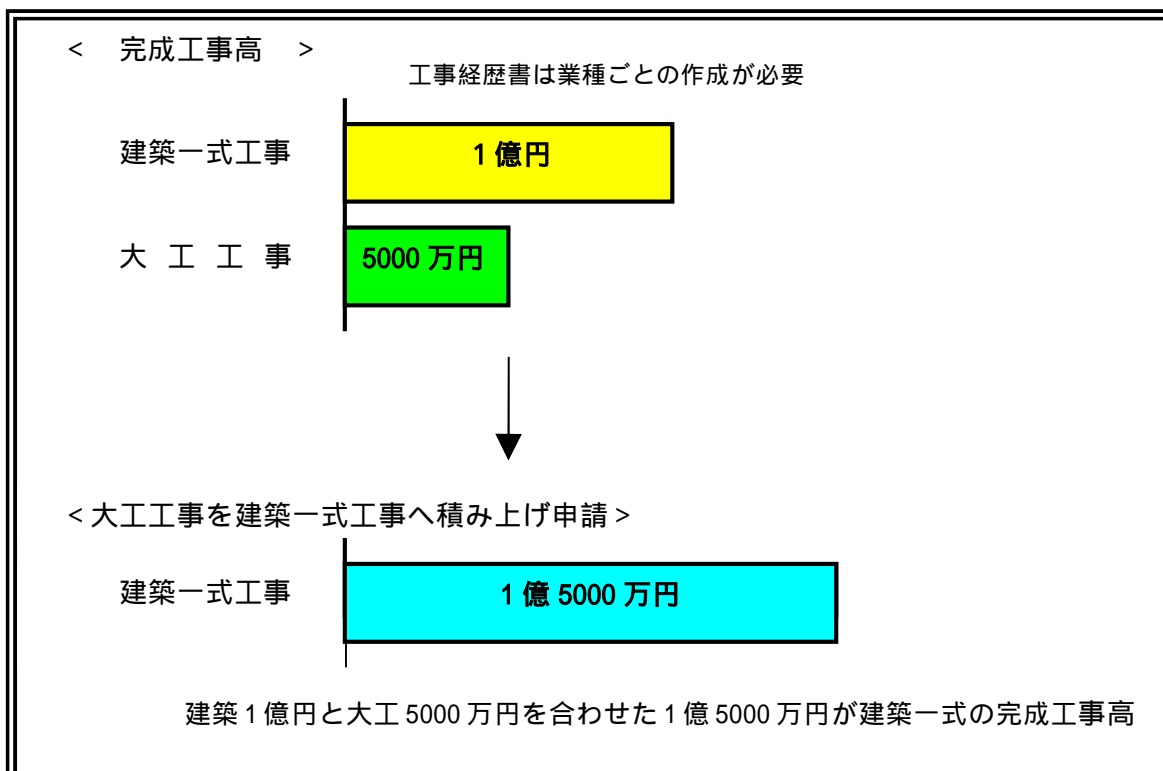 < 完成工事高 >
工事経歴書は業種ごとの作成が必要
建築一式工事
1億円
大工工事
5000万円
<大工工事を建築一式工事へ積み上げ申請>
建築一式工事
1億5000万円
建築1億円と大工5000万円を合わせた1億5000万円が建築一式の完成工事高